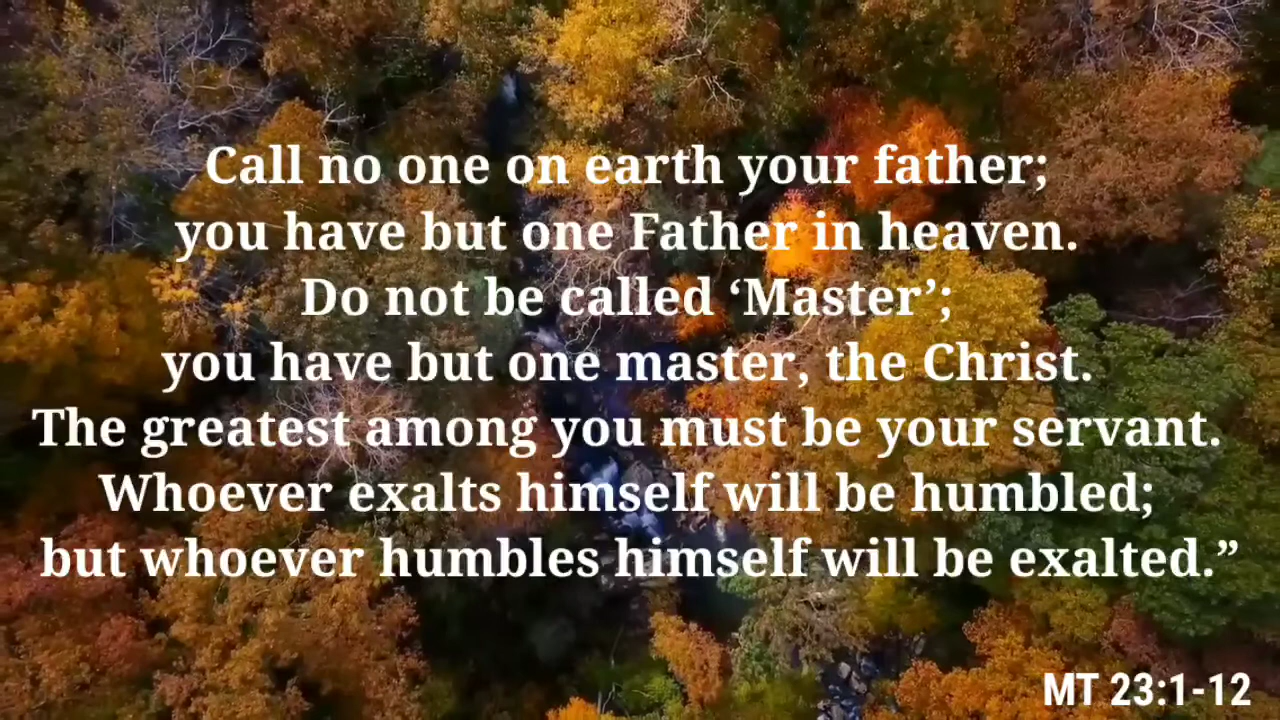 Call no one on earth your father;
you have but one Father in heaven.
Do not be called ‘Master’;
you have but one master, the Christ.
The greatest among you must be your servant.
Whoever exalts himself will be humbled;
but whoever humbles himself will be exalted.”
MT 23:1-12